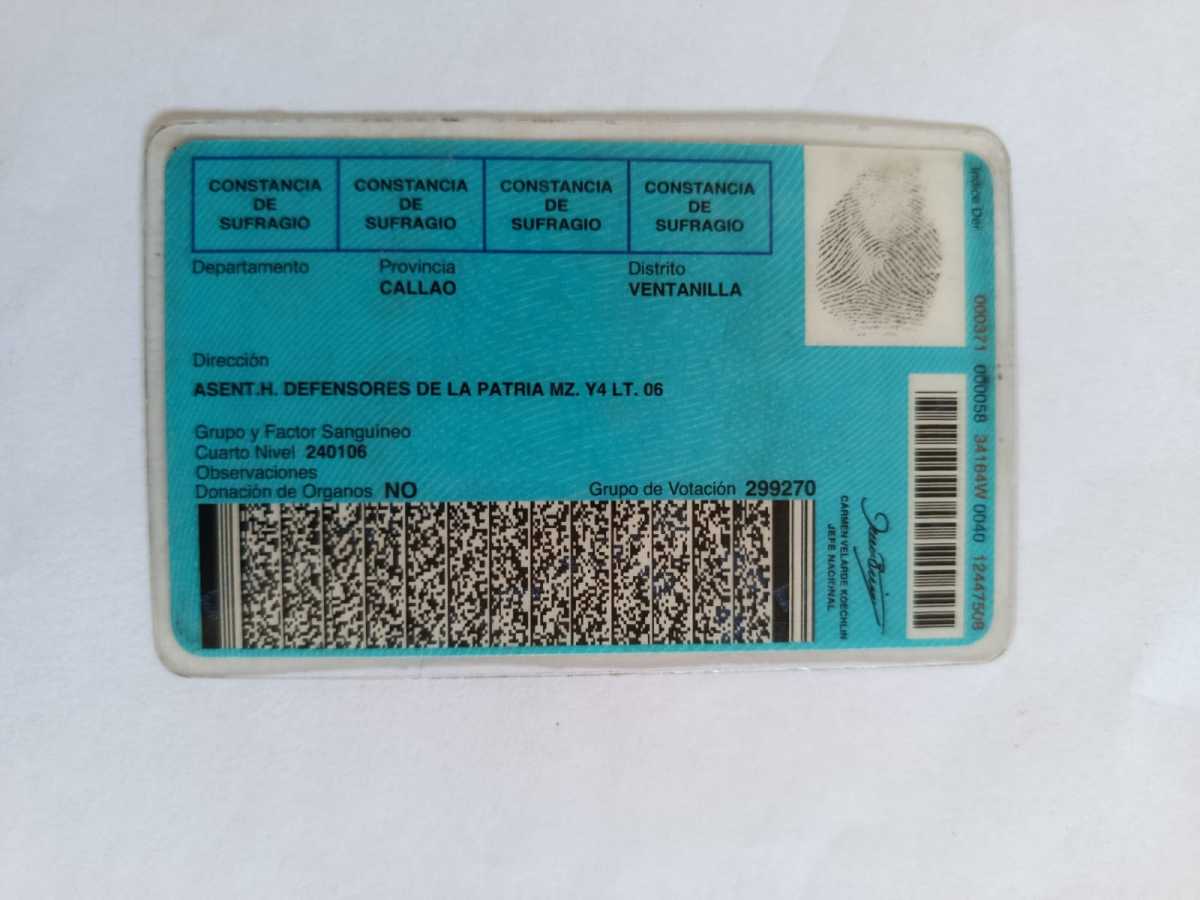 CONSTANCIA DE SUFRAGIO
CONSTANCIA DE SUFRAGIO
CONSTANCIA DE SUFRAGIO
CONSTANCIA DE SUFRAGIO
Departamento Provincia Distrito
CALLAO VENTANILLA
Dirección
ASENT.H. DEFENSORES DE LA PATRIA MZ. Y4 LT. 06
Grupo y Factor Sanguíneo
Cuarto Nivel 240106
Observaciones
Donación de Organos NO Grupo de Votación 299270
CARMEN VELARDE KOECHLIN
JEFE NACIONAL
Indice Der
000371 000058 34164W 0040 12447508